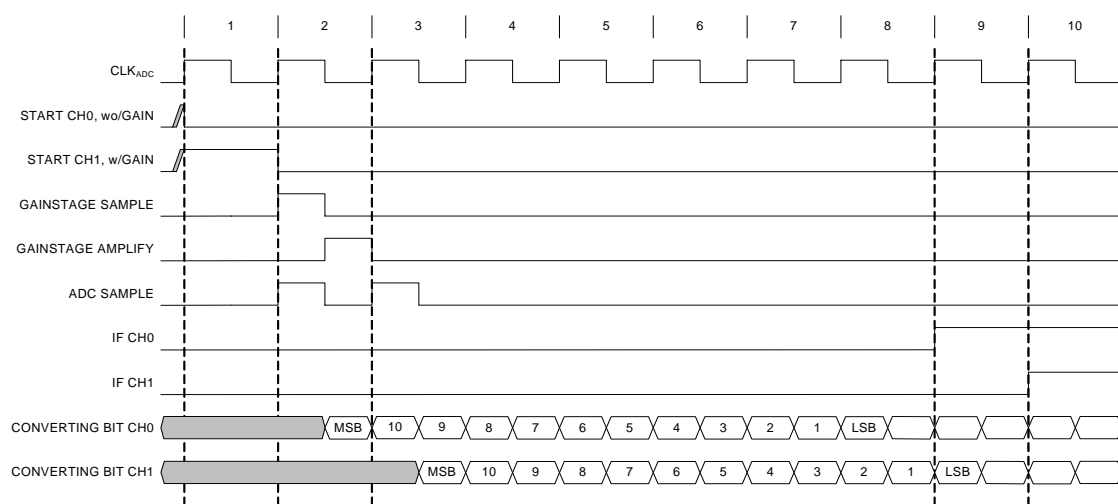 1 2 3 4 5 6 7 8 9 10
CLKADC
START CH0, wo/GAIN
START CH1, w/GAIN
GAINSTAGE SAMPLE
GAINSTAGE AMPLIFY
ADC SAMPLE
IF CH0
IF CH1
CONVERTING BIT CH0 MSB 10 9 8 7 6 5 4 3 2 1 LSB
CONVERTING BIT CH1 MSB 10 9 8 7 6 5 4 3 2 1 LSB